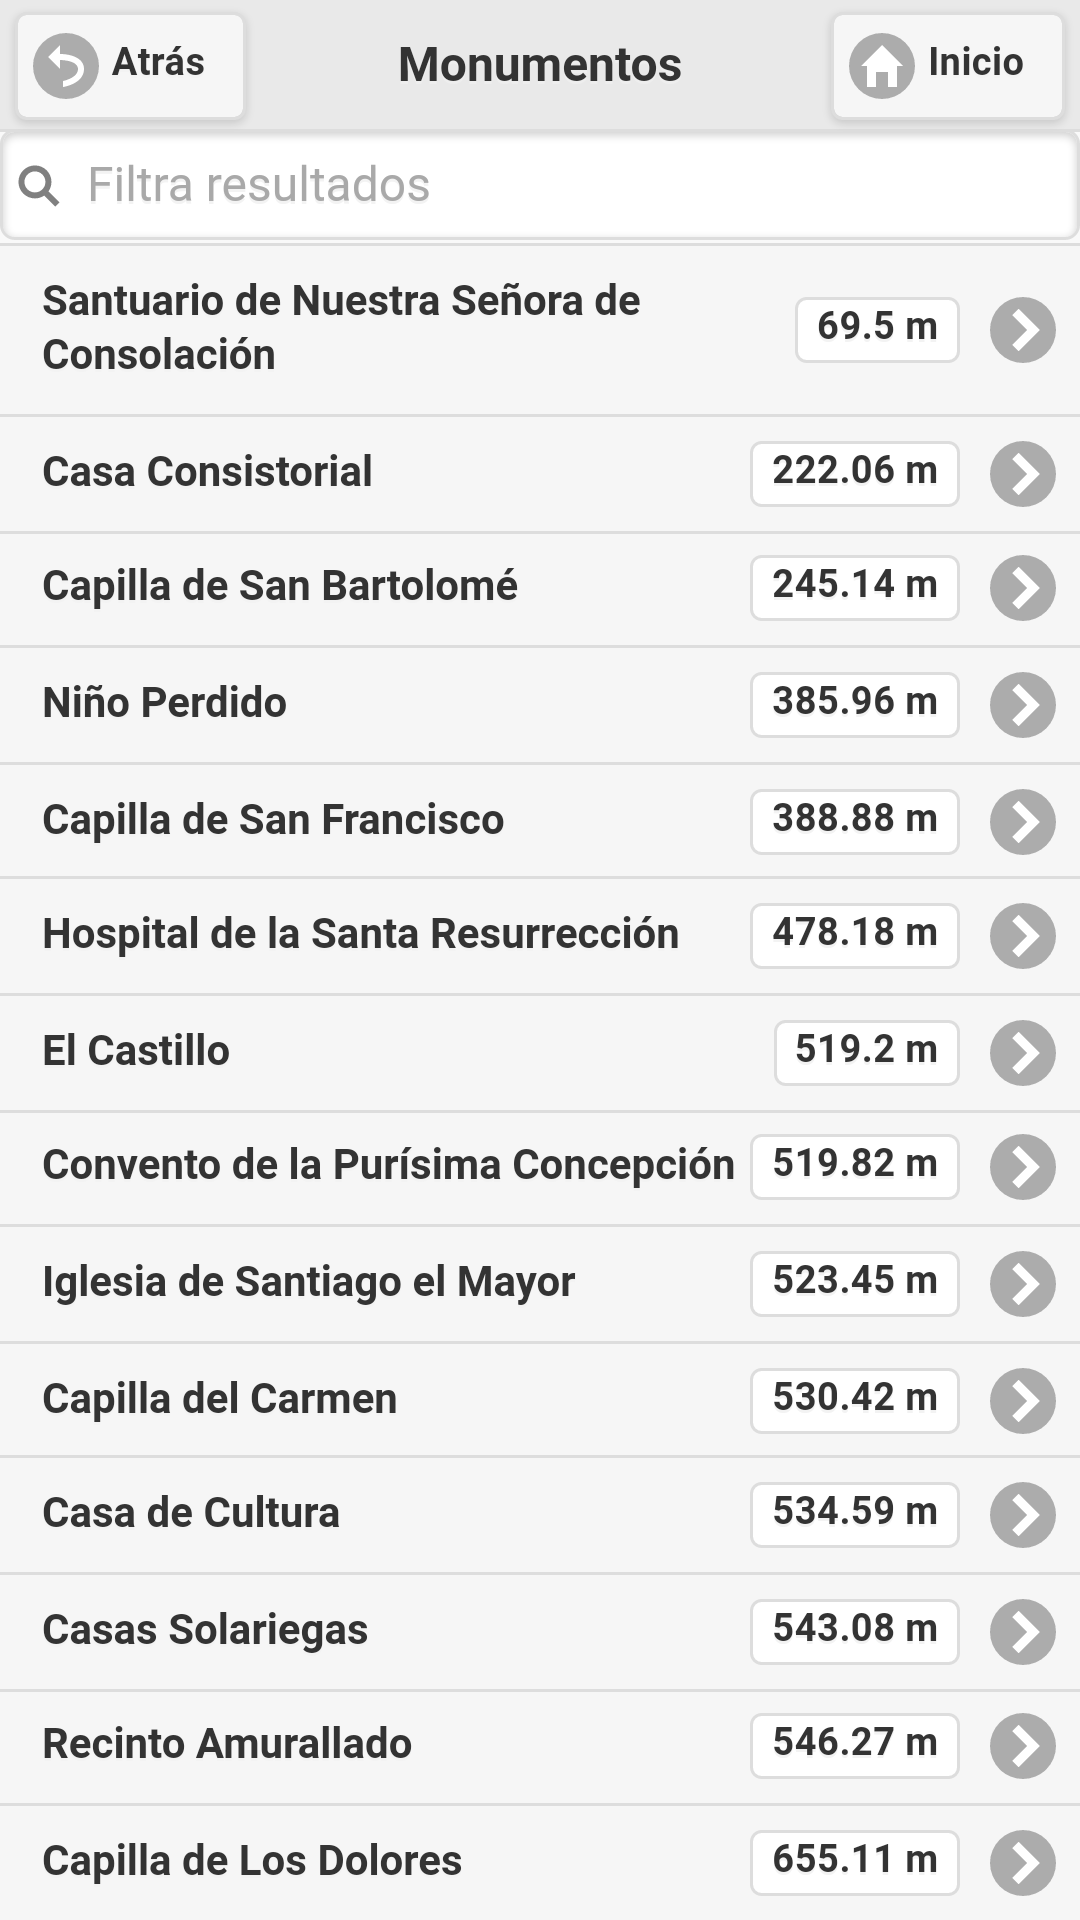 Atrás
Monumentos
Inicio
Filtra resultados
Santuario de Nuestra Señora de
Consolación
69.5 m
Casa Consistorial
222.06 m
Capilla de San Bartolomé
245.14 m
Niño Perdido
385.96 m
Capilla de San Francisco
388.88 m
Hospital de la Santa Resurrección
478.18 m
El Castillo
519.2 m
Convento de la Purísima Concepción
519.82 m
Iglesia de Santiago el Mayor
523.45 m
Capilla del Carmen
530.42 m
Casa de Cultura
534.59 m
Casas Solariegas
543.08 m
Recinto Amurallado
546.27 m
Capilla de Los Dolores
655.11 m